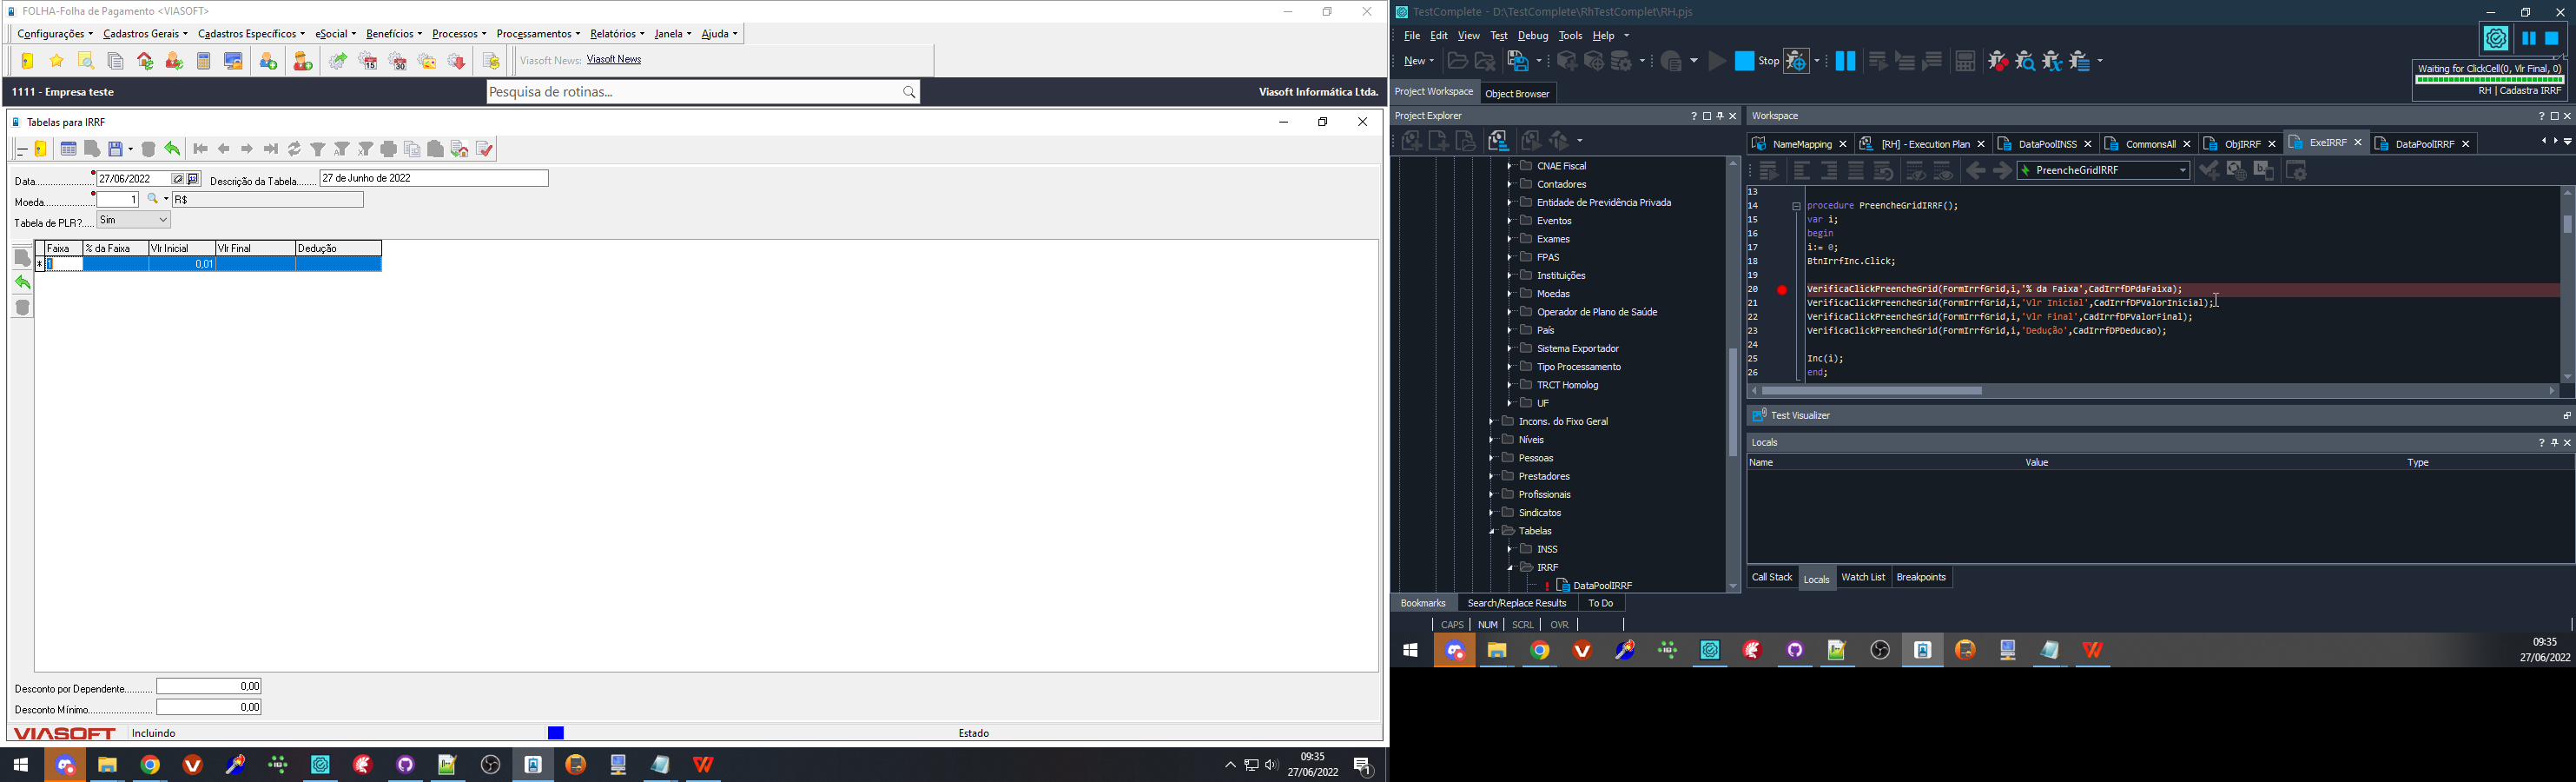 FOLHA-Folha de Pagamento <VIASOFT>
Configurações Cadastros Gerais Cadastros Específicos eSocial Benefícios Processos Processamentos Relatórios Janela Ajuda
Viasoft News: Viasoft News
1111 - Empresa teste
Pesquisa de rotinas...
Viasoft Informática Ltda.
Tabelas para IRRF
Data...................... 27/06/2022 Descrição da Tabela....... 27 de Junho de 2022
Moeda................... 1 R$
Tabela de PLR?..... Sim
Faixa % da Faixa Vlr Inicial Vlr Final Dedução
* 1 0,01
Desconto por Dependente.......... 0,00
Desconto Mínimo....................... 0,00
VIASOFT Incluindo Estado
09:35
27/06/2022
1
TestComplete - D:\TestComplete\RhTestComplet\RH.pjs
File Edit View Test Debug Tools Help
New Stop
Waiting for ClickCell(0, Vlr Final, 0)
RH | Cadastra IRRF
Project Workspace Object Browser
Project Explorer
CNAE Fiscal
Contadores
Entidade de Previdência Privada
Eventos
Exames
FPAS
Instituições
Moedas
Operador de Plano de Saúde
País
Sistema Exportador
Tipo Processamento
TRCT Homolog
UF
Incons. do Fixo Geral
Níveis
Pessoas
Prestadores
Profissionais
Sindicatos
Tabelas
INSS
IRRF
DataPoolIRRF
Bookmarks Search/Replace Results To Do
CAPS NUM SCRL OVR
Workspace
NameMapping [RH] - Execution Plan DataPoolINSS CommonsAll ObjIRRF ExeIRRF DataPoolIRRF
PreencheGridIRRF
13
14 procedure PreencheGridIRRF();
15 var i;
16 begin
17 i:= 0;
18 BtnIrrfInc.Click;
19
20 VerificaClickPreencheGrid(FormIrrfGrid,i,'% da Faixa',CadIrrfDPdaFaixa);
21 VerificaClickPreencheGrid(FormIrrfGrid,i,'Vlr Inicial',CadIrrfDPValorInicial);
22 VerificaClickPreencheGrid(FormIrrfGrid,i,'Vlr Final',CadIrrfDPValorFinal);
23 VerificaClickPreencheGrid(FormIrrfGrid,i,'Dedução',CadIrrfDPDeducao);
24
25 Inc(i);
26 end;
Test Visualizer
Locals
Name Value Type
Call Stack Locals Watch List Breakpoints
09:35
27/06/2022